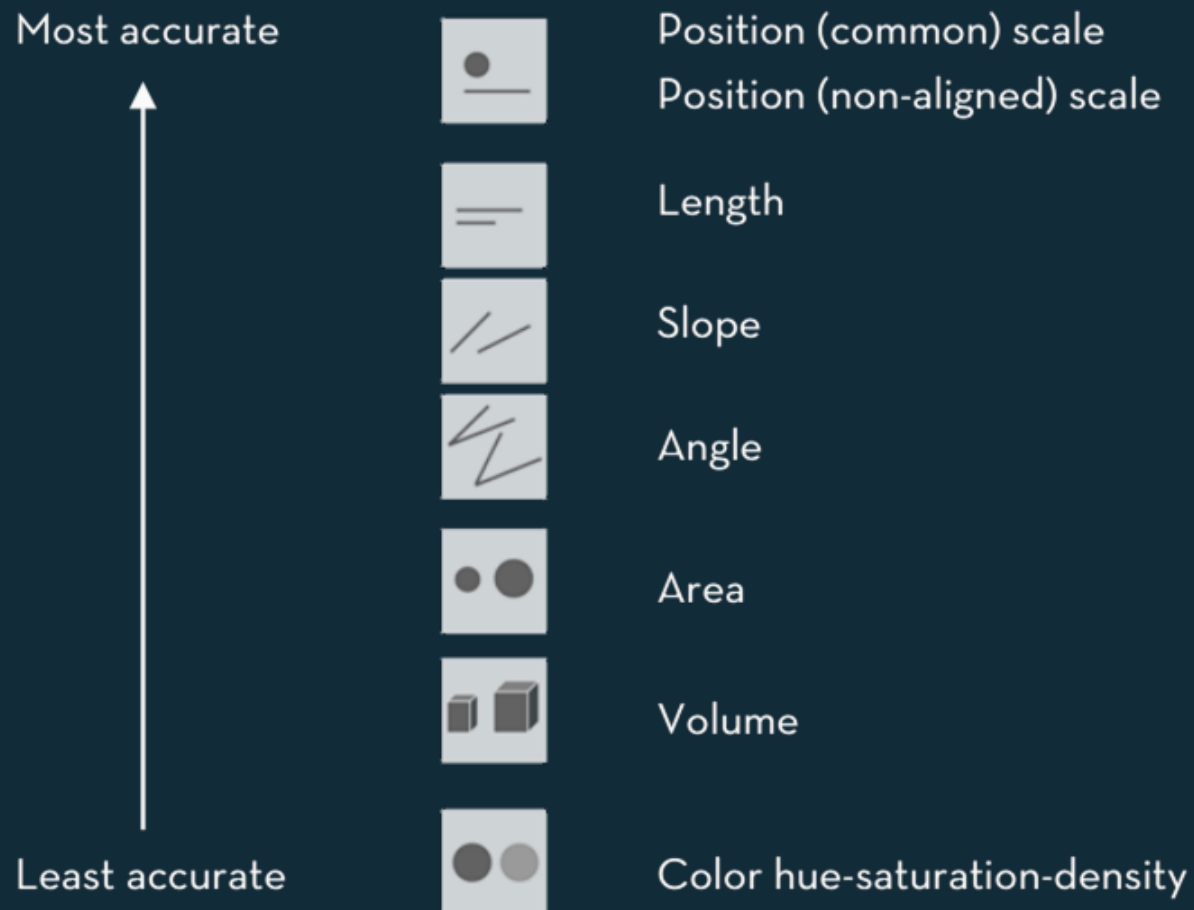 Most accurate
Position (common) scale
Position (non-aligned) scale
Length
Slope
Angle
Area
Volume
Least accurate
Color hue-saturation-density